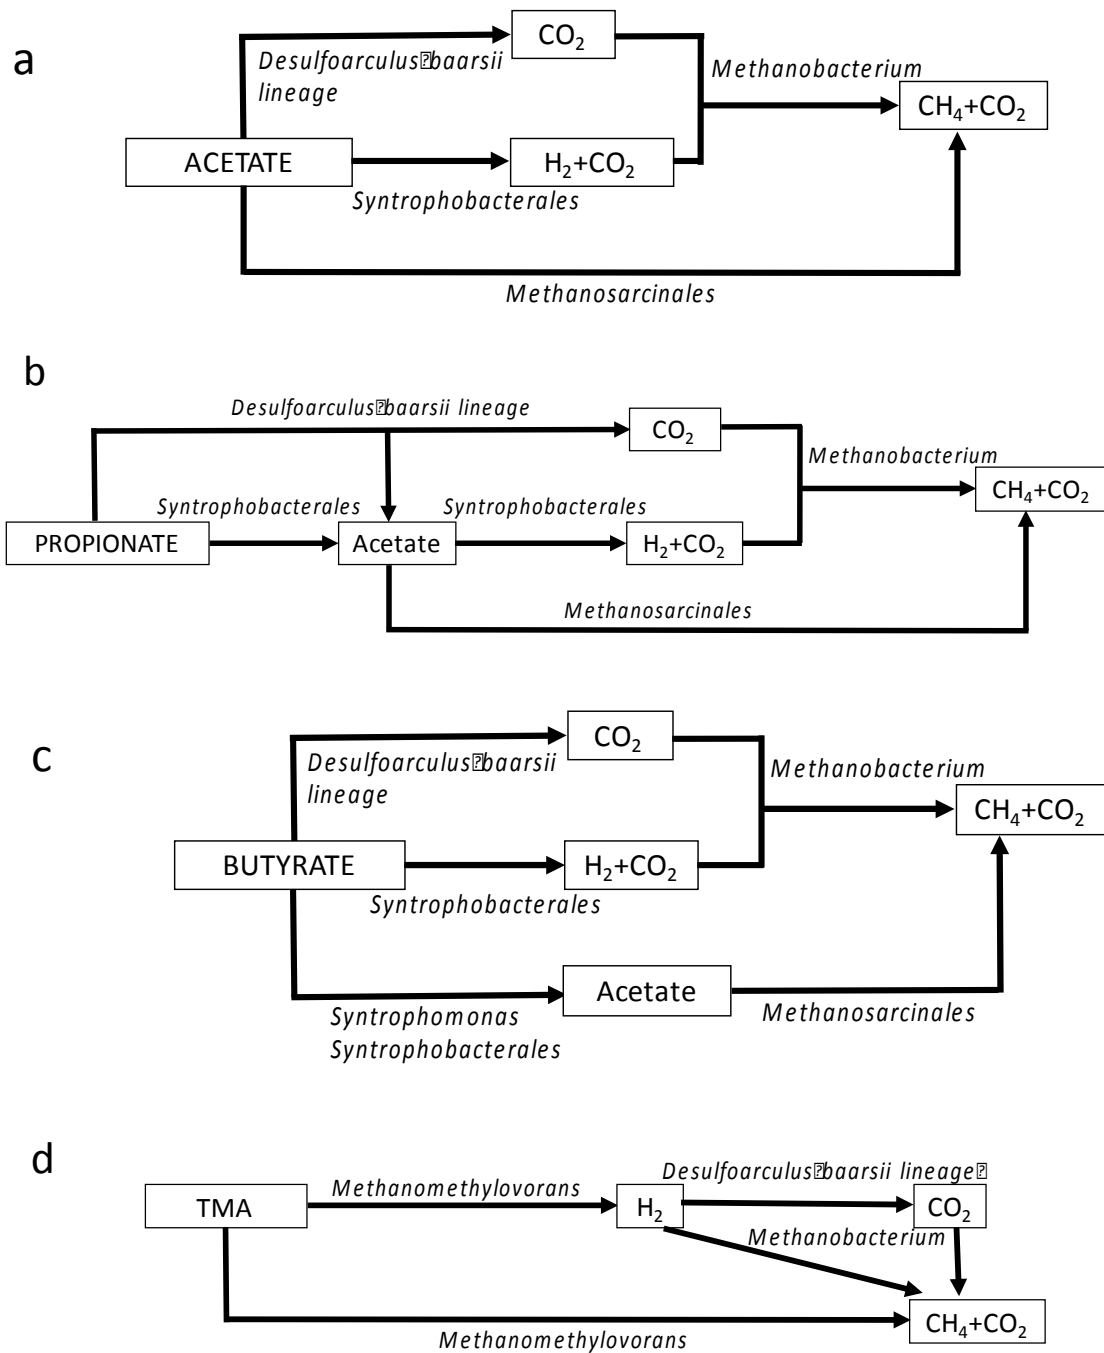 a
CO₂
Desulfoarculus⍰baarsii
lineage
Methanobacterium
CH₄+CO₂
ACETATE
H₂+CO₂
Syntrophobacterales
Methanosarcinales
b
Desulfoarculus⍰baarsii lineage
CO₂
Methanobacterium
Syntrophobacterales
Syntrophobacterales
CH₄+CO₂
PROPIONATE
Acetate
H₂+CO₂
Methanosarcinales
c
CO₂
Desulfoarculus⍰baarsii
lineage
Methanobacterium
CH₄+CO₂
BUTYRATE
H₂+CO₂
Syntrophobacterales
Acetate
Syntrophomonas
Syntrophobacterales
Methanosarcinales
d
Desulfoarculus⍰baarsii lineage⍰
Methanomethylovorans
TMA
H₂
CO₂
Methanobacterium
CH₄+CO₂
Methanomethylovorans